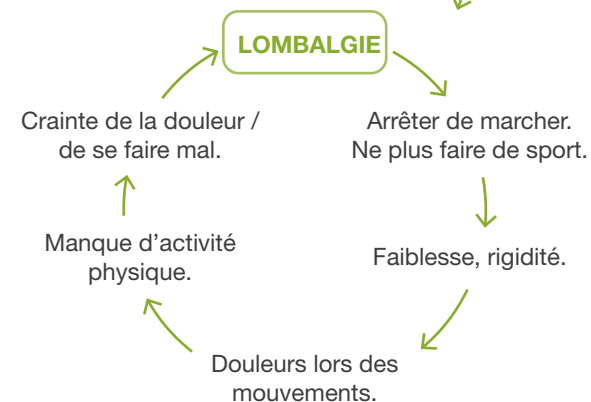 LOMBALGIE
Arrêter de marcher.
Ne plus faire de sport.
Faiblesse, rigidité.
Douleurs lors des
mouvements.
Manque d’activité
physique.
Crainte de la douleur /
de se faire mal.